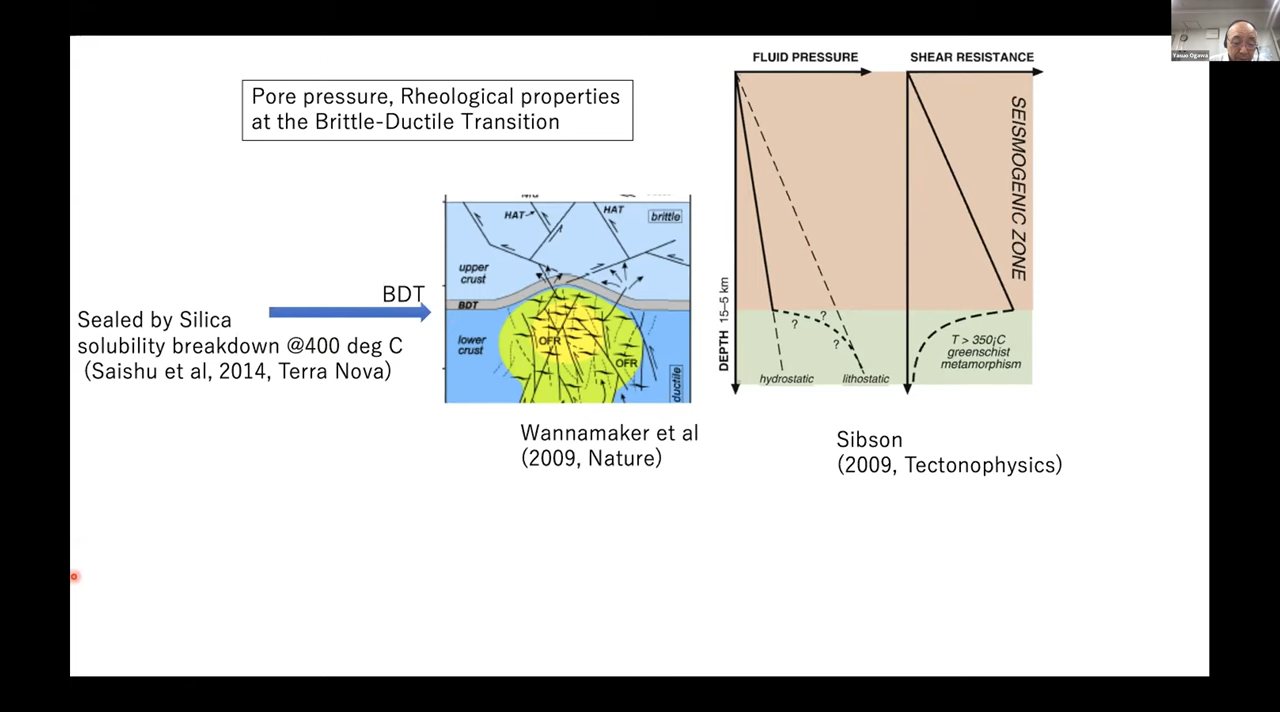 Yasuo Ogawa
Pore pressure, Rheological properties
at the Brittle-Ductile Transition
BDT
Sealed by Silica
solubility breakdown @400 deg C
(Saishu et al, 2014, Terra Nova)
HAT
HAT
brittle
upper
crust
BDT
lower
crust
OFR
OFR
ductile
Wannamaker et al
(2009, Nature)
FLUID PRESSURE
SHEAR RESISTANCE
SEISMOGENIC ZONE
DEPTH 15–5 km
?
?
?
hydrostatic
lithostatic
T > 350¡C
greenschist
metamorphism
Sibson
(2009, Tectonophysics)